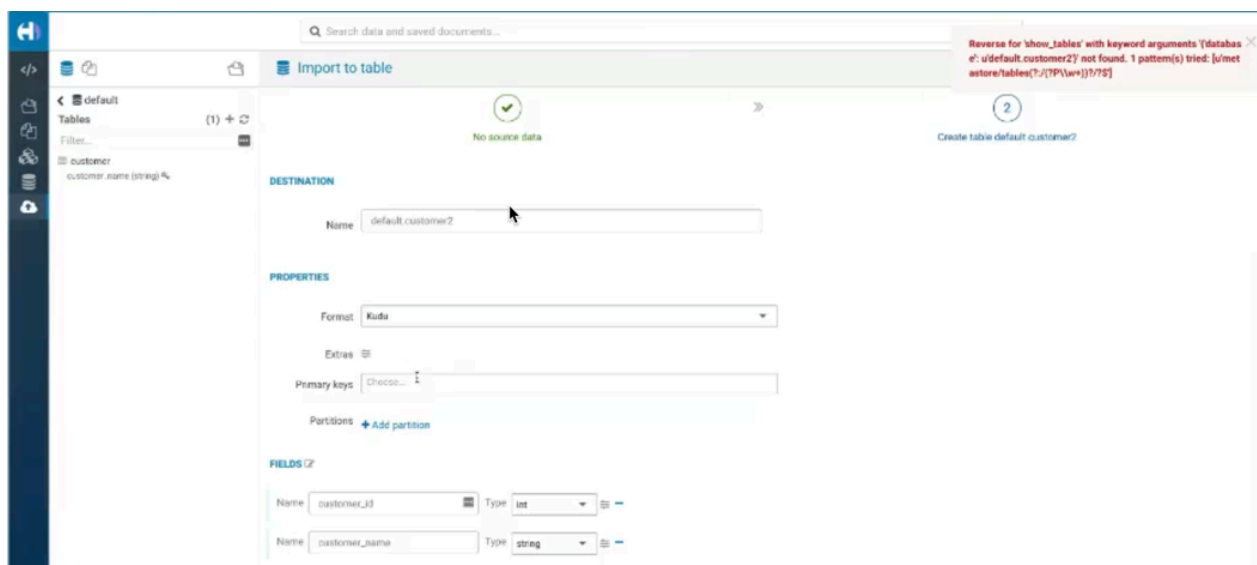 Search data and saved documents...
Reverse for 'show_tables' with keyword arguments '{'databas
e': u'default.customer2'}' not found. 1 pattern(s) tried: [u'met
astore/tables(?:/(?P\\w+))?/?$']
Import to table
default
Tables (1)
Filter...
customer
customer.name (string)
No source data
2
Create table default.customer2
DESTINATION
Name default.customer2
PROPERTIES
Format Kudu
Extras
Primary keys Choose...
Partitions Add partition
FIELDS
Name customer_id Type int
Name customer_name Type string